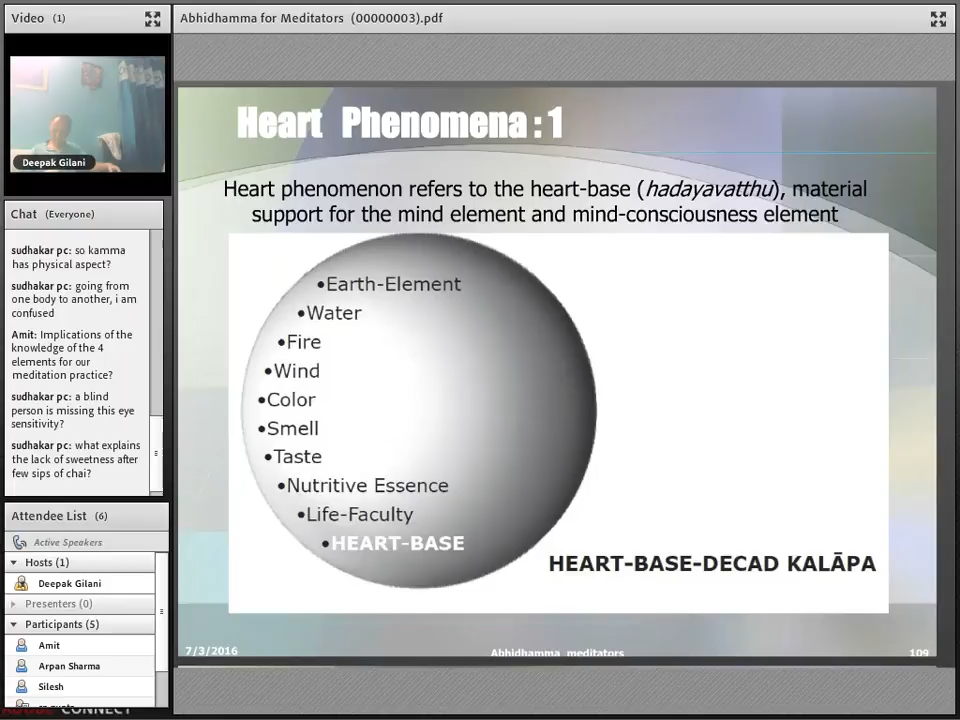 Video (1)
Deepak Gilani
Chat (Everyone)
sudhakar pc: so kamma
has physical aspect?
sudhakar pc: going from
one body to another, i am
confused
Amit: Implications of the
knowledge of the 4
elements for our
meditation practice?
sudhakar pc: a blind
person is missing this eye
sensitivity?
sudhakar pc: what explains
the lack of sweetness after
few sips of chai?
Attendee List (6)
Active Speakers
Hosts (1)
Deepak Gilani
Presenters (0)
Participants (5)
Amit
Arpan Sharma
Silesh
CONNECT
Abhidhamma for Meditators (00000003).pdf
Heart Phenomena : 1
Heart phenomenon refers to the heart-base (hadayavatthu), material
support for the mind element and mind-consciousness element
•Earth-Element
•Water
•Fire
•Wind
•Color
•Smell
•Taste
•Nutritive Essence
•Life-Faculty
•HEART-BASE
HEART-BASE-DECAD KALĀPA
7/3/2016
Abhidhamma meditators
109